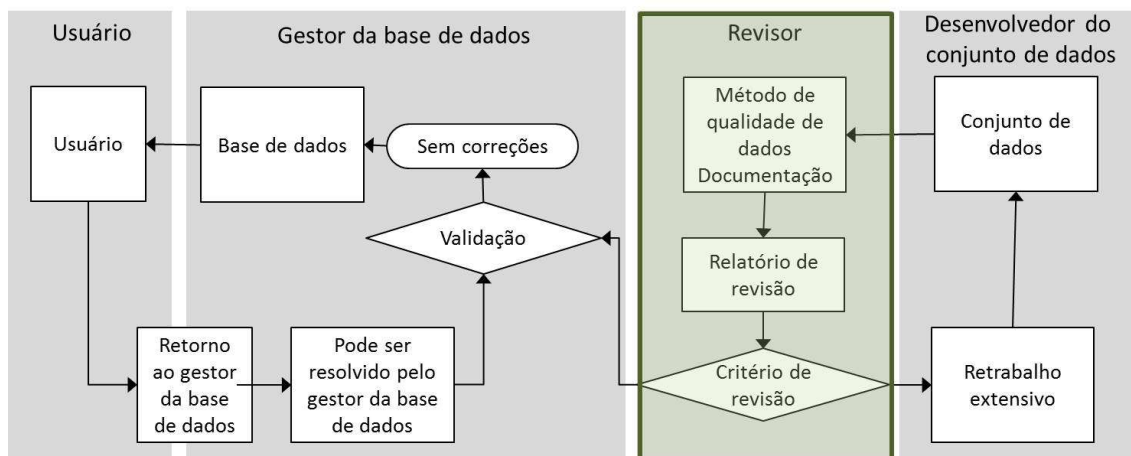 Usuário
Gestor da base de dados
Revisor
Desenvolvedor do
conjunto de dados
Usuário
Base de dados
Sem correções
Método de
qualidade de
dados
Documentação
Conjunto de
dados
Validação
Relatório de
revisão
Retorno
ao gestor
da base
de dados
Pode ser
resolvido pelo
gestor da base
de dados
Critério de
revisão
Retrabalho
extensivo